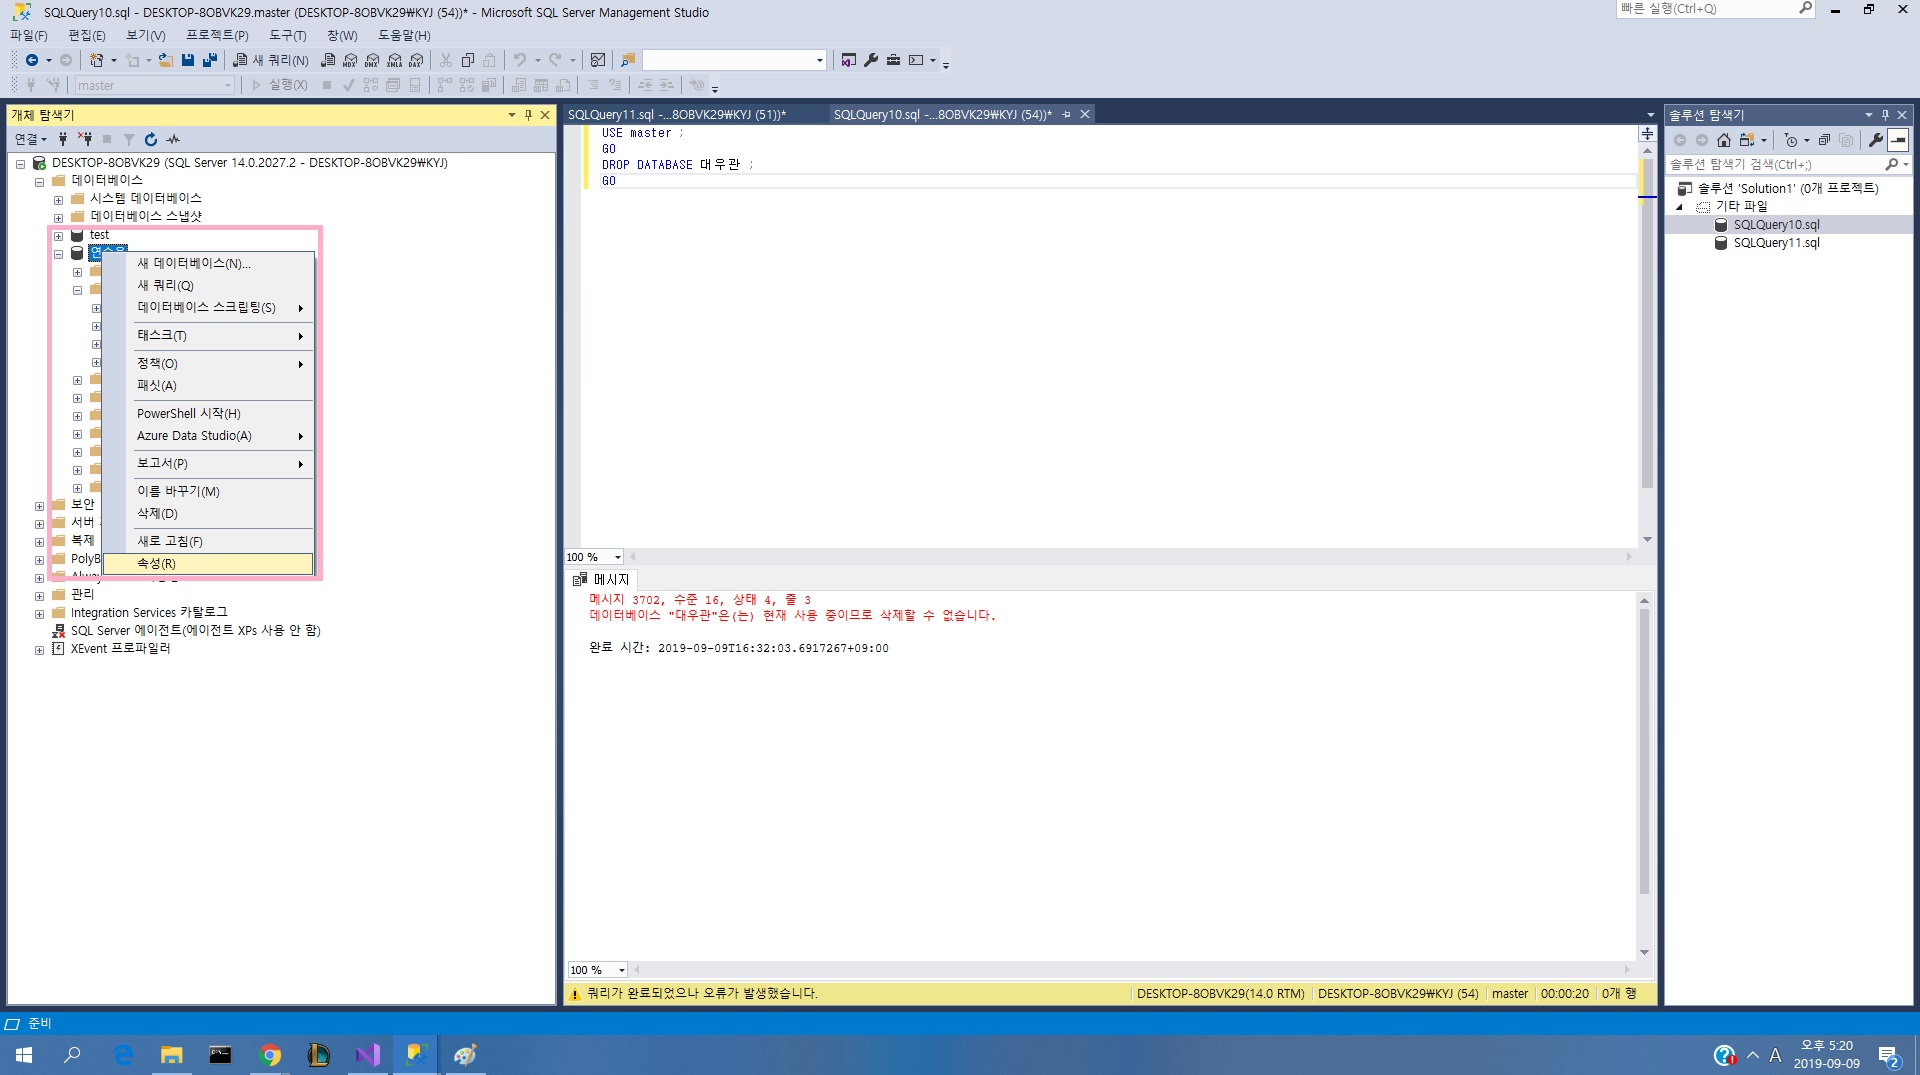 SQLQuery10.sql - DESKTOP-8OBVK29.master (DESKTOP-8OBVK29₩KYJ (54))* - Microsoft SQL Server Management Studio
빠른 실행(Ctrl+Q)
파일(F) 편집(E) 보기(V) 프로젝트(P) 도구(T) 창(W) 도움말(H)
새 쿼리(N) MDX DMX XMLA DAX
master 실행(X)
개체 탐색기
SQLQuery11.sql -...8OBVK29₩KYJ (51))*
SQLQuery10.sql -...8OBVK29₩KYJ (54))*
솔루션 탐색기
연결
DESKTOP-8OBVK29 (SQL Server 14.0.2027.2 - DESKTOP-8OBVK29₩KYJ)
데이터베이스
시스템 데이터베이스
데이터베이스 스냅샷
test
새 데이터베이스(N)...
새 쿼리(Q)
데이터베이스 스크립팅(S)
태스크(T)
정책(O)
패싯(A)
PowerShell 시작(H)
Azure Data Studio(A)
보고서(P)
이름 바꾸기(M)
삭제(D)
새로 고침(F)
속성(R)
보안
서버
복제
PolyB
Alway
관리
Integration Services 카탈로그
SQL Server 에이전트(에이전트 XPs 사용 안 함)
XEvent 프로파일러
USE master ;
GO
DROP DATABASE 대우관 ;
GO
100 %
메시지
메시지 3702, 수준 16, 상태 4, 줄 3
데이터베이스 "대우관"은(는) 현재 사용 중이므로 삭제할 수 없습니다.
완료 시간: 2019-09-09T16:32:03.6917267+09:00
100 %
쿼리가 완료되었으나 오류가 발생했습니다.
DESKTOP-8OBVK29(14.0 RTM) DESKTOP-8OBVK29₩KYJ (54) master 00:00:20 0개 행
솔루션 탐색기 검색(Ctrl+;)
솔루션 'Solution1' (0개 프로젝트)
기타 파일
SQLQuery10.sql
SQLQuery11.sql
준비
A
오후 5:20
2019-09-09
2